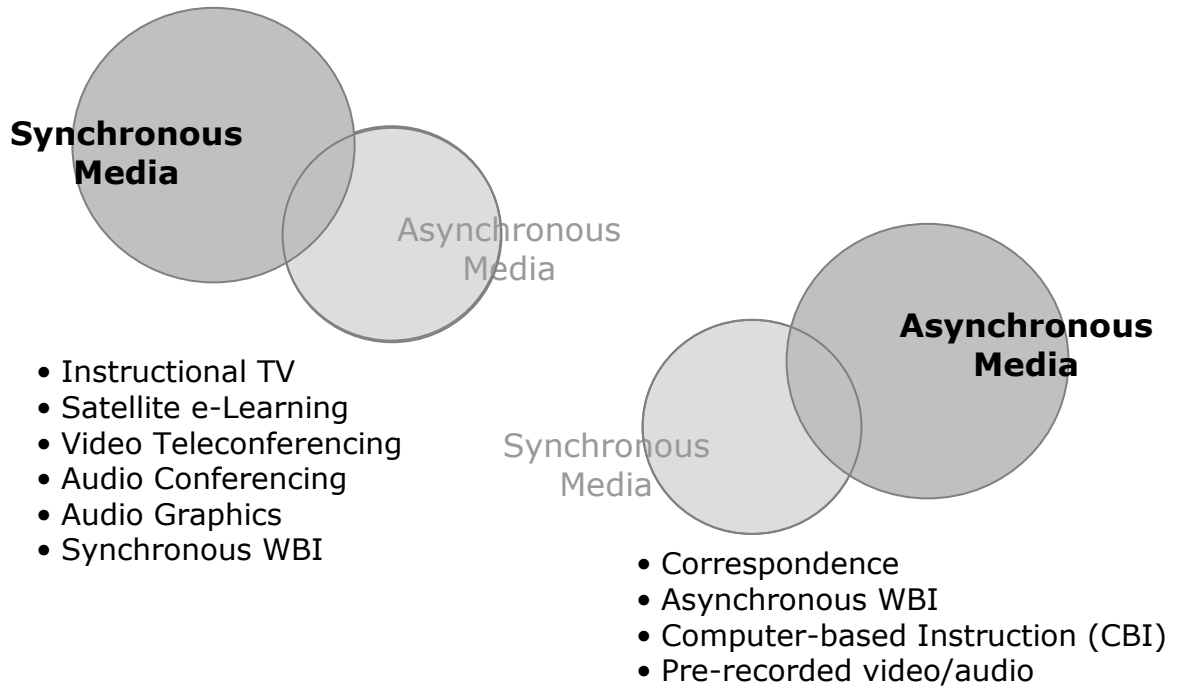 Synchronous
Media
Asynchronous
Media
• Instructional TV
• Satellite e-Learning
• Video Teleconferencing
• Audio Conferencing
• Audio Graphics
• Synchronous WBI
Asynchronous
Media
Synchronous
Media
• Correspondence
• Asynchronous WBI
• Computer-based Instruction (CBI)
• Pre-recorded video/audio